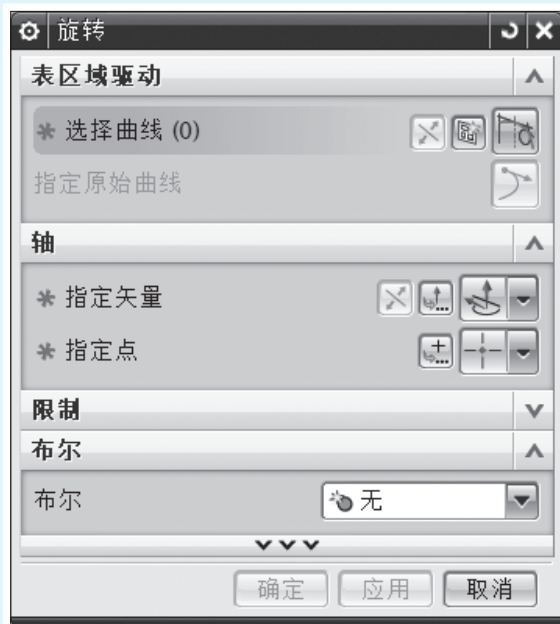 旋转
表区域驱动
* 选择曲线 (0)
指定原始曲线
轴
* 指定矢量
* 指定点
限制
布尔
布尔 无
确定 应用 取消